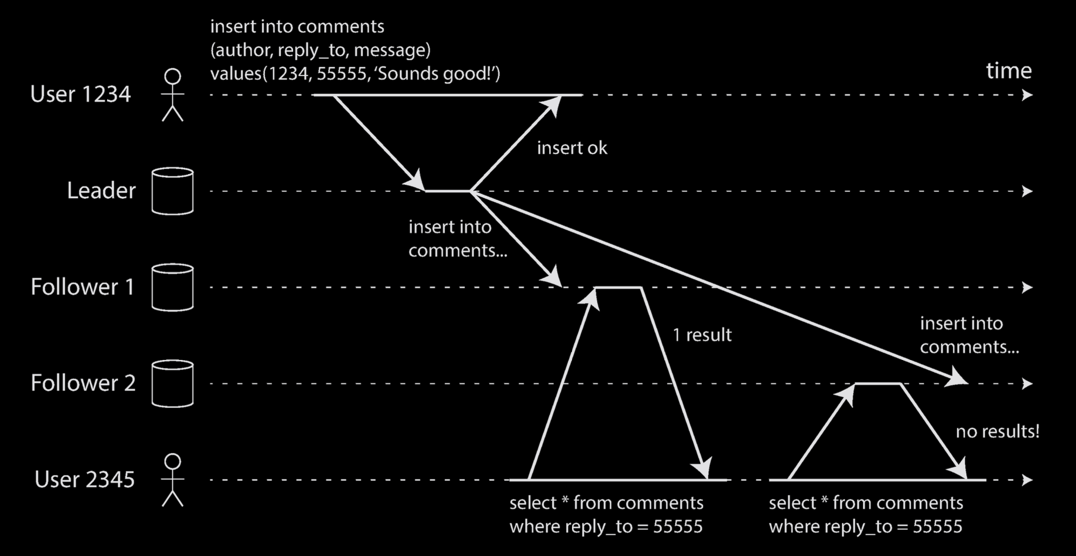 insert into comments
(author, reply_to, message)
values(1234, 55555, ‘Sounds good!’)
time
User 1234
insert ok
Leader
insert into
comments...
Follower 1
1 result
insert into
comments...
Follower 2
no results!
User 2345
select * from comments
where reply_to = 55555
select * from comments
where reply_to = 55555